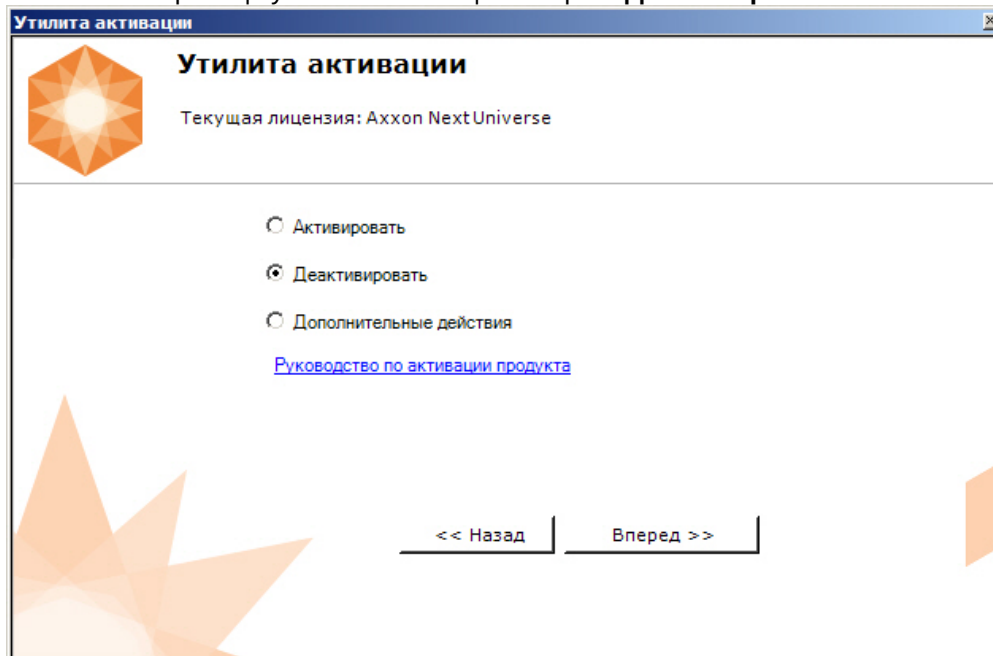 Утилита активации
Утилита активации
Текущая лицензия: Axxon Next Universe
Активировать
Деактивировать
Дополнительные действия
Руководство по активации продукта
<< Назад
Вперед >>